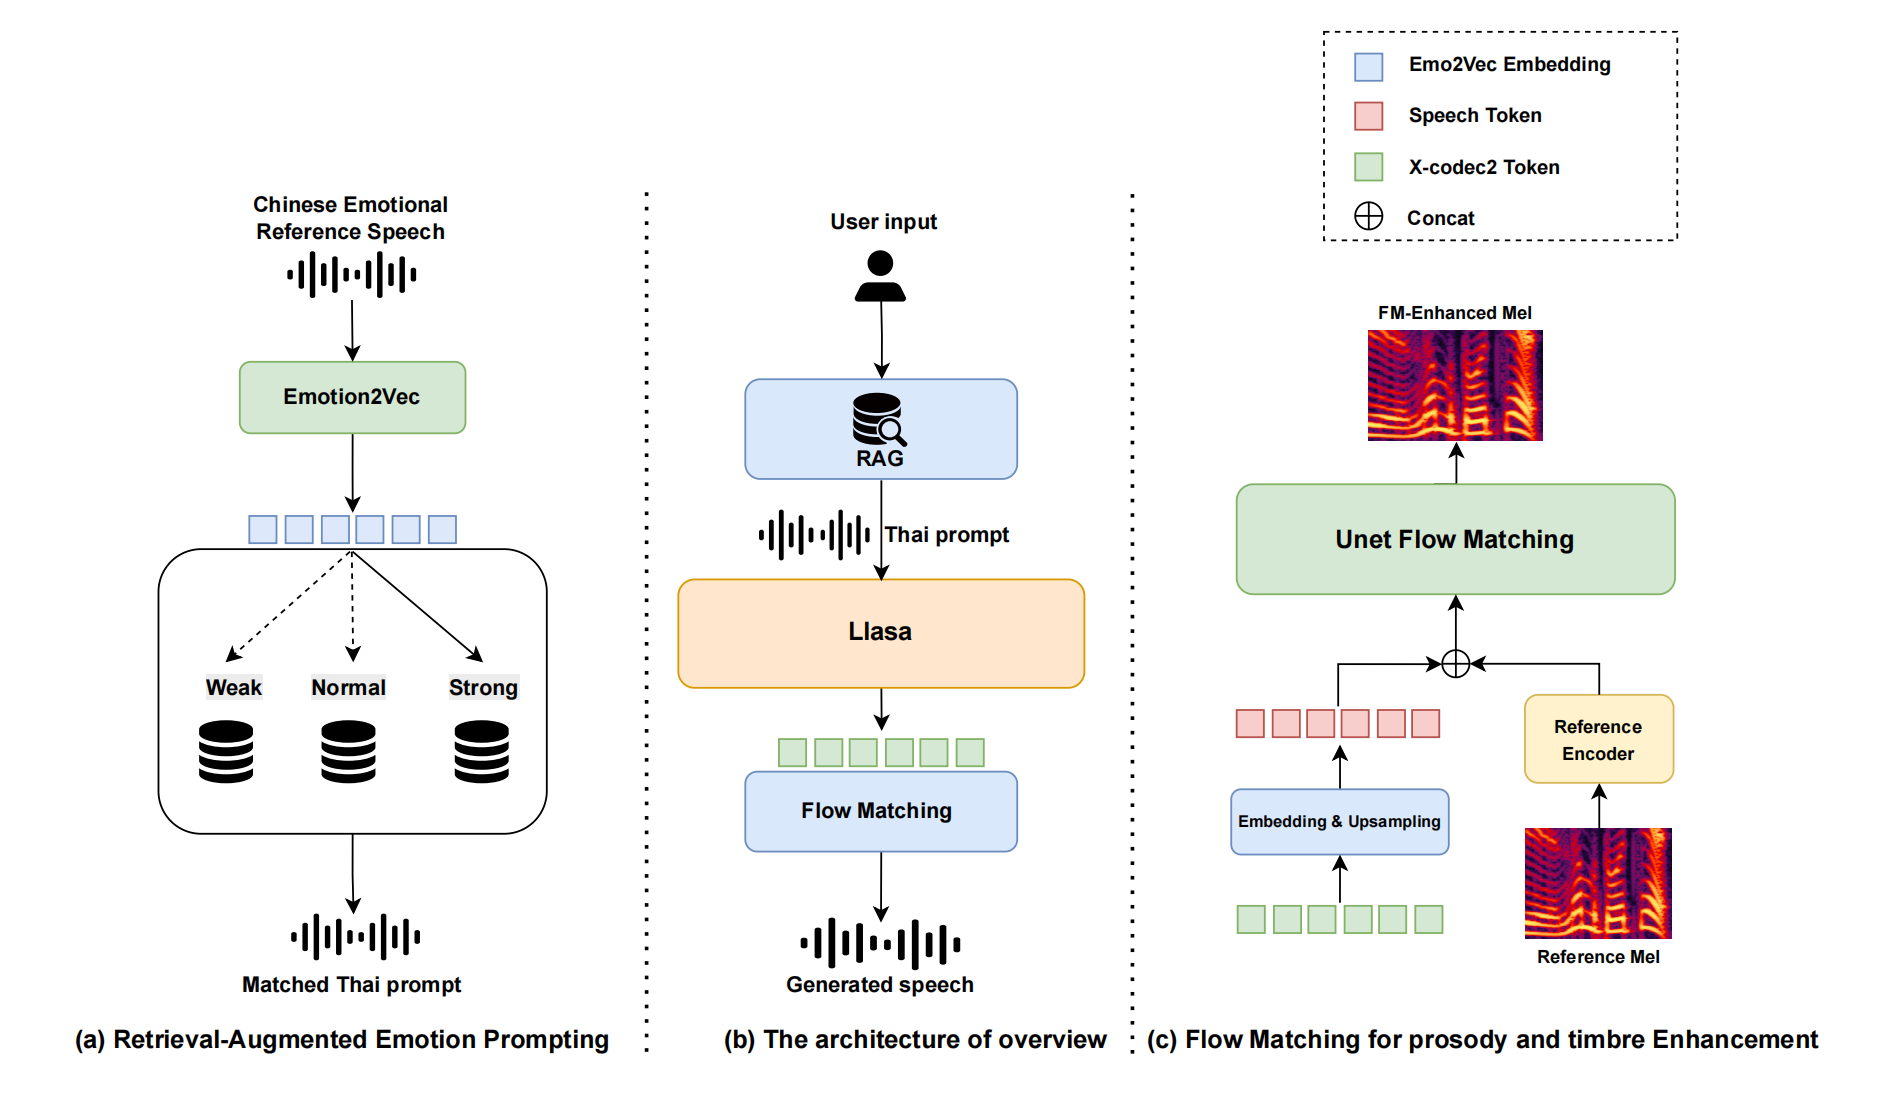 Emo2Vec Embedding
Speech Token
X-codec2 Token
Concat
Chinese Emotional
Reference Speech
Emotion2Vec
Weak
Normal
Strong
Matched Thai prompt
(a) Retrieval-Augmented Emotion Prompting
User input
RAG
Thai prompt
Llasa
Flow Matching
Generated speech
(b) The architecture of overview
FM-Enhanced Mel
Unet Flow Matching
Reference
Encoder
Embedding & Upsampling
Reference Mel
(c) Flow Matching for prosody and timbre Enhancement